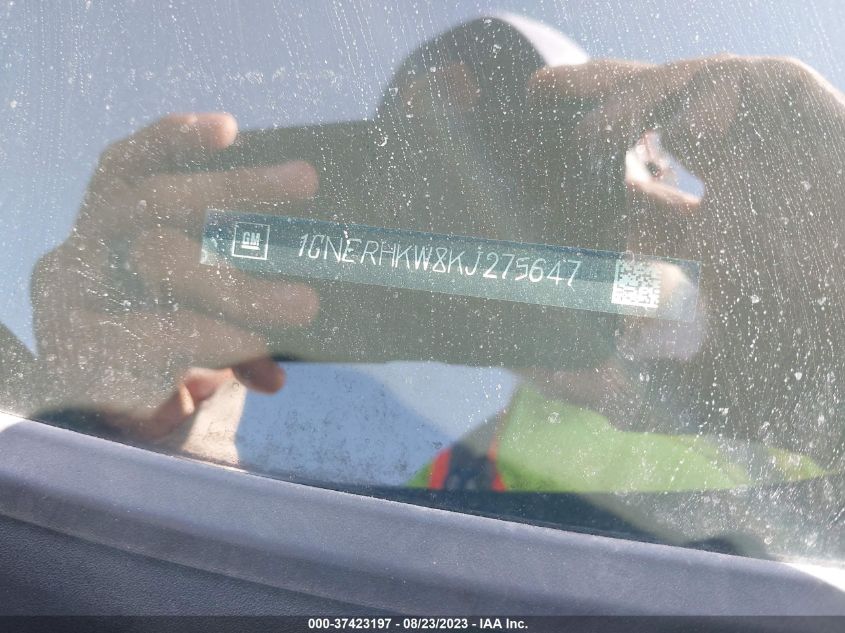 GM
1GNERHKW8KJ275647
000-37423197 - 08/23/2023 - IAA Inc.